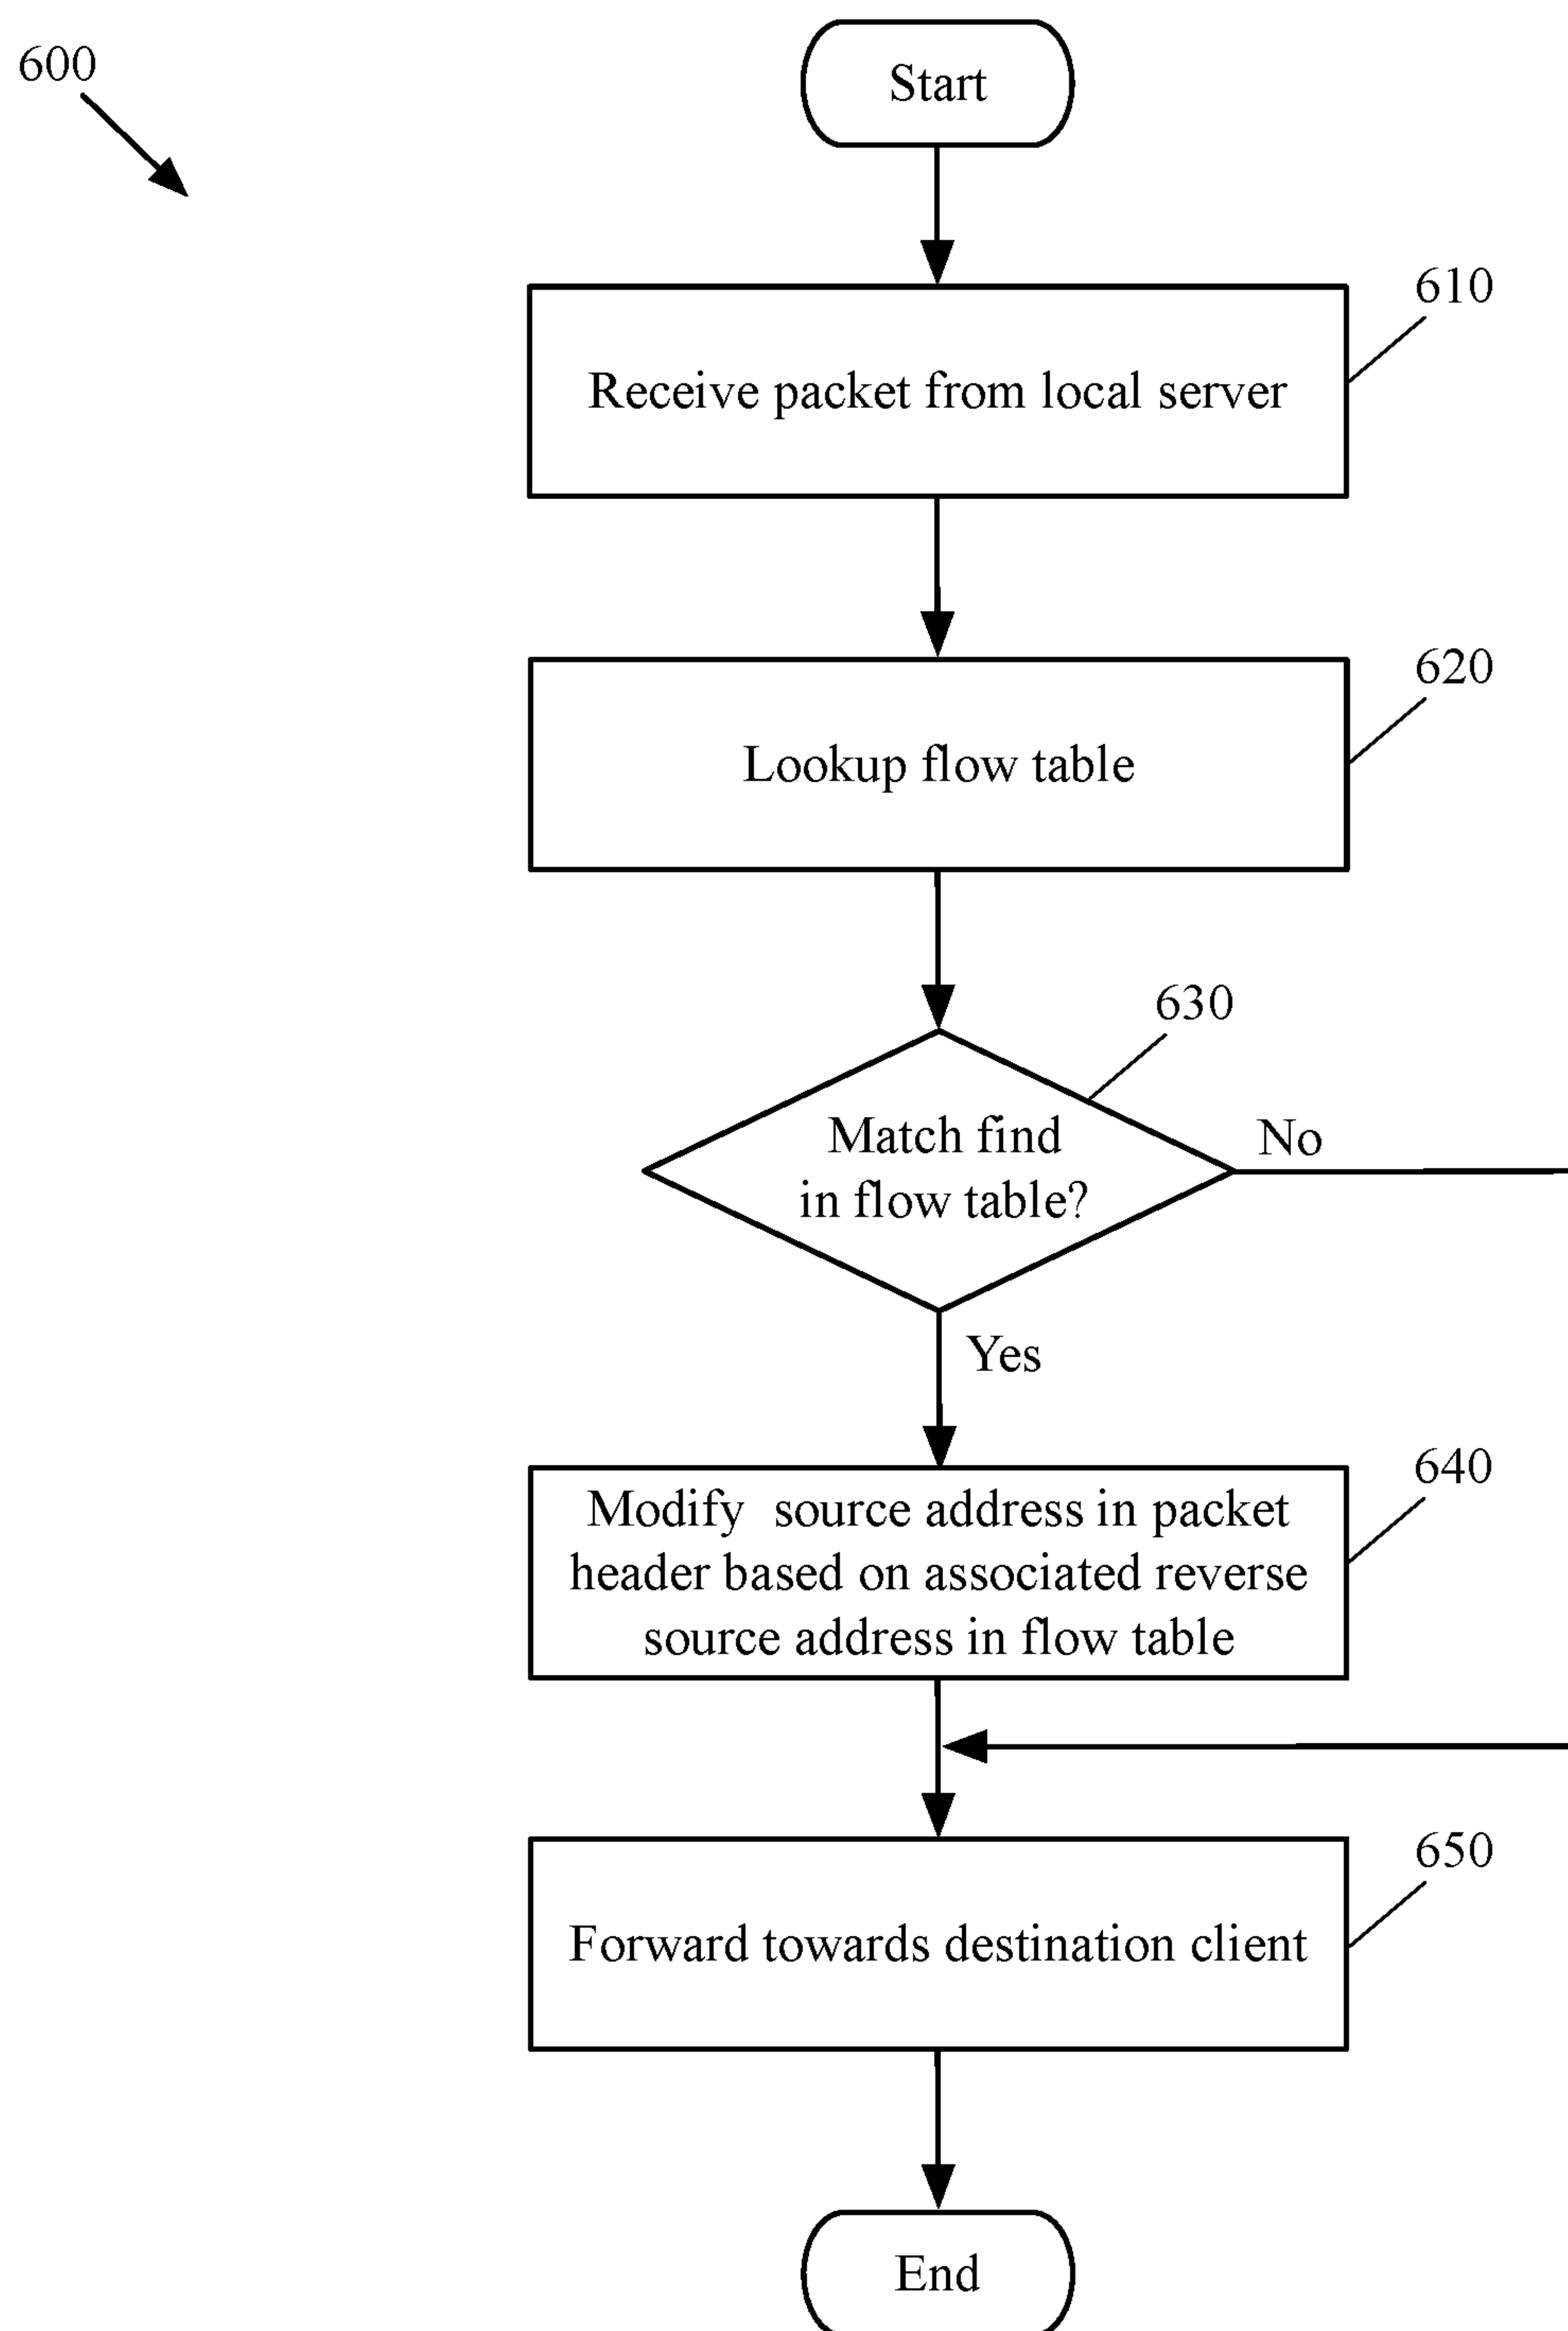 600
Start
610
Receive packet from local server
620
Lookup flow table
630
Match find
in flow table?
No
Yes
640
Modify source address in packet
header based on associated reverse
source address in flow table
650
Forward towards destination client
End